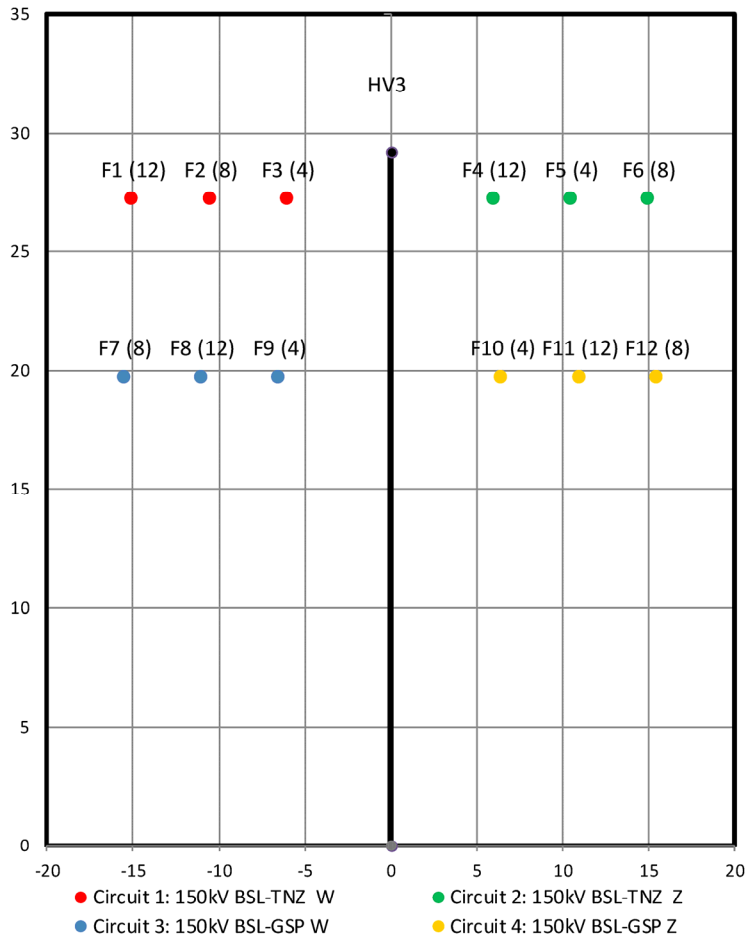 35
HV3
30
F1 (12) F2 (8) F3 (4) F4 (12) F5 (4) F6 (8)
25
F7 (8) F8 (12) F9 (4) F10 (4) F11 (12) F12 (8)
20
15
10
5
0
-20 -15 -10 -5 0 5 10 15 20
Circuit 1: 150kV BSL-TNZ W Circuit 2: 150kV BSL-TNZ Z
Circuit 3: 150kV BSL-GSP W Circuit 4: 150kV BSL-GSP Z